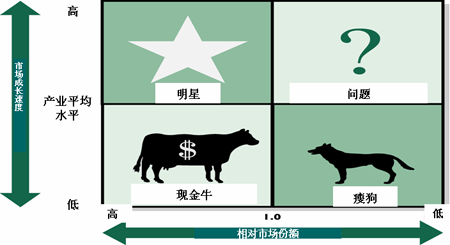 高
市场成长速度
明星
问题
产业平均
水平
$
现金牛
瘦狗
低
高
1.0
低
相对市场份额